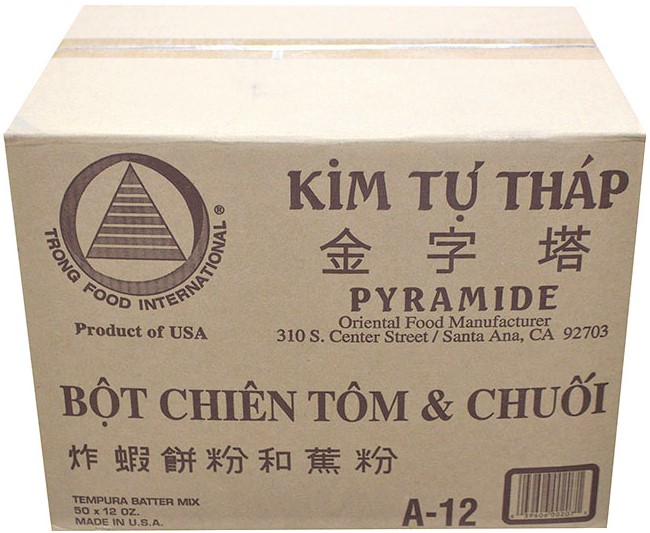 TRONG FOOD INTERNATIONAL®
Product of USA
KIM TỰ THÁP
金字塔
PYRAMIDE
Oriental Food Manufacturer
310 S. Center Street / Santa Ana, CA 92703
BỘT CHIÊN TÔM & CHUỐI
炸蝦餅粉和蕉粉
TEMPURA BATTER MIX
50 x 12 OZ.
MADE IN U.S.A.
A-12